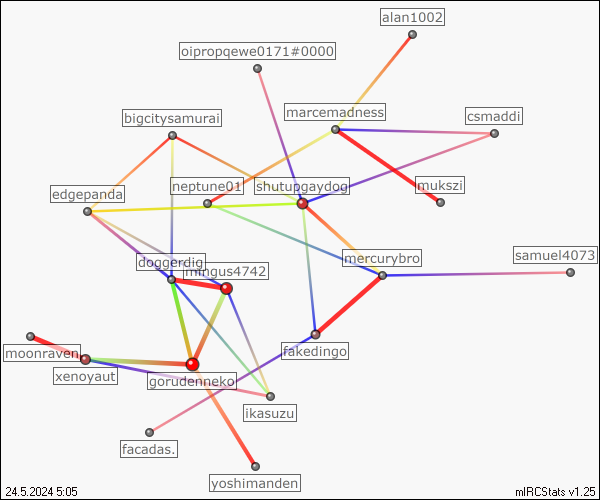 alan1002
oipropqewe0171#0000
marcemadness
bigcitysamurai
csmaddi
edgepanda
neptune01
shutupgaydog
mukszi
doggerdig
mingus4742
mercurybro
samuel4073
moonraven
fakedingo
xenoyaut
gorudenneko
ikasuzu
facadas.
yoshimanden
24.5.2024 5:05
mIRCStats v1.25